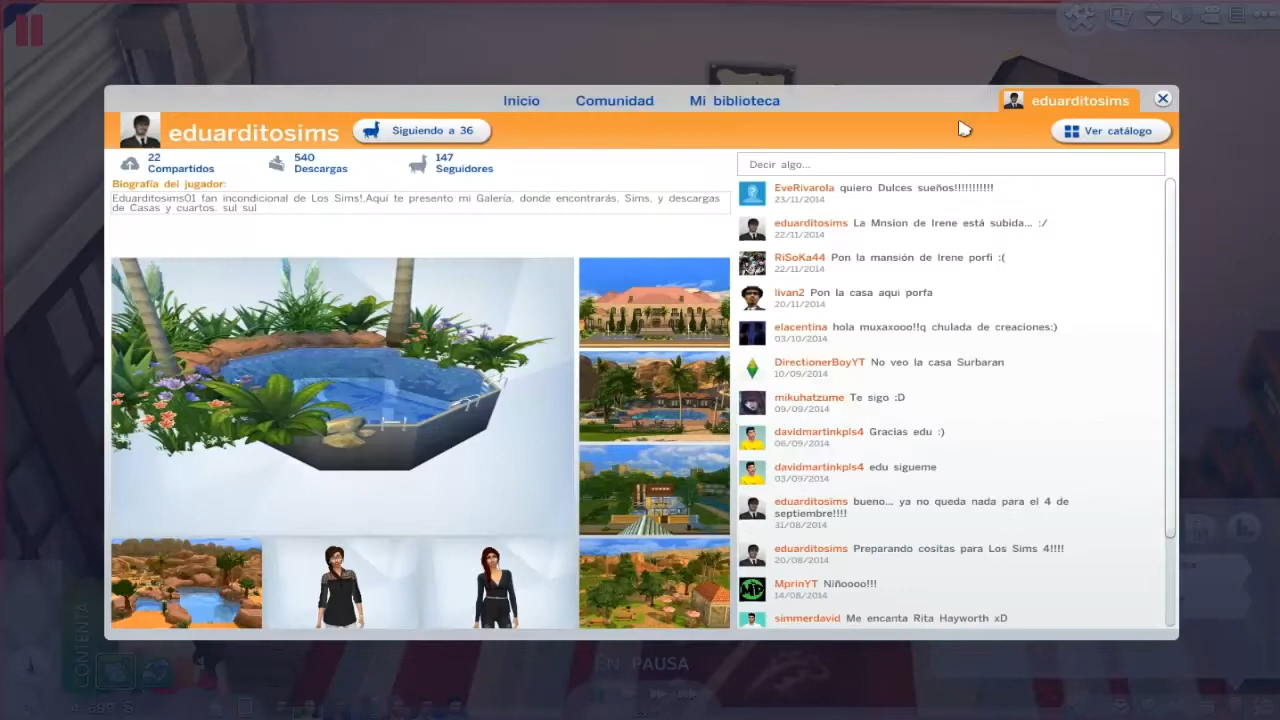 Inicio
Comunidad
Mi biblioteca
eduarditosims
eduarditosims
Siguiendo a 36
Ver catálogo
22
Compartidos
540
Descargas
147
Seguidores
Biografía del jugador:
Eduarditosims01 fan incondicional de Los Sims!,Aquí te presento mi Galería, donde encontrarás, Sims, y descargas
de Casas y cuartos. sul sul
Decir algo...
EveRivarola quiero Dulces sueños!!!!!!!!!!!
23/11/2014
eduarditosims La Mnsion de Irene está subida... :/
22/11/2014
RiSoKa44 Pon la mansión de Irene porfi :(
22/11/2014
livan2 Pon la casa aqui porfa
20/11/2014
elacentina hola muxaxooo!!q chulada de creaciones:)
03/10/2014
DirectionerBoyYT No veo la casa Surbaran
10/09/2014
mikuhatzume Te sigo :D
09/09/2014
davidmartinkpls4 Gracias edu :)
06/09/2014
davidmartinkpls4 edu sigueme
03/09/2014
eduarditosims bueno... ya no queda nada para el 4 de
septiembre!!!!
31/08/2014
eduarditosims Preparando cositas para Los Sims 4!!!!
20/08/2014
MprinYT Niñoooo!!!
14/08/2014
simmerdavid Me encanta Rita Hayworth xD
CONTENTA
EN PAUSA